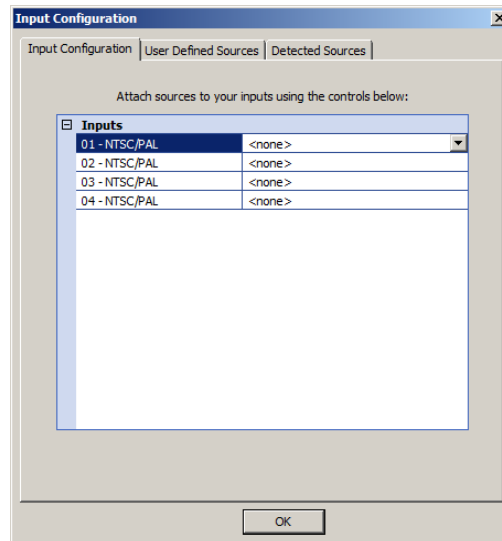 Input Configuration
Input Configuration User Defined Sources Detected Sources
Attach sources to your inputs using the controls below:
Inputs
01 - NTSC/PAL <none>
02 - NTSC/PAL <none>
03 - NTSC/PAL <none>
04 - NTSC/PAL <none>
OK